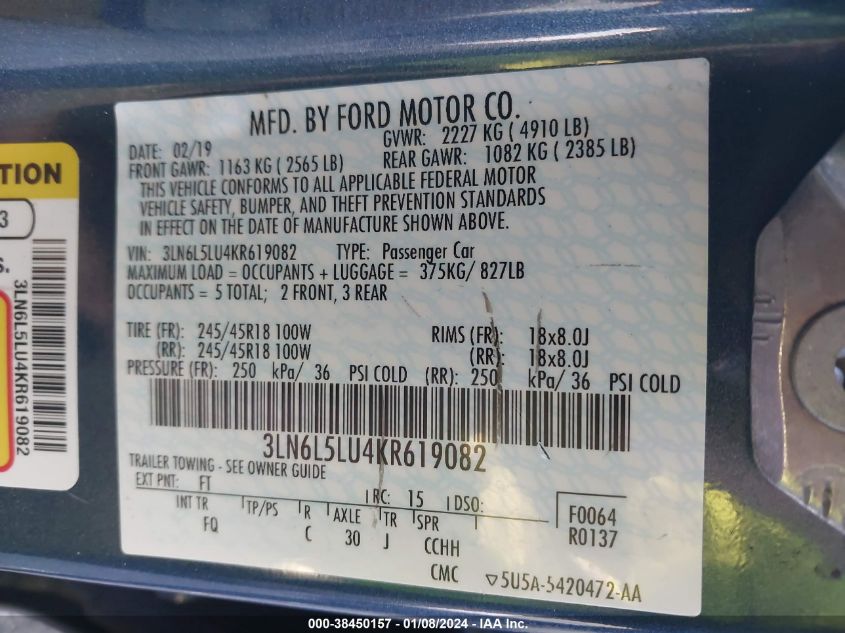 MFD. BY FORD MOTOR CO.
DATE: 02/19 GVWR: 2227 KG ( 4910 LB)
FRONT GAWR: 1163 KG ( 2565 LB) REAR GAWR: 1082 KG ( 2385 LB)
THIS VEHICLE CONFORMS TO ALL APPLICABLE FEDERAL MOTOR
VEHICLE SAFETY, BUMPER, AND THEFT PREVENTION STANDARDS
IN EFFECT ON THE DATE OF MANUFACTURE SHOWN ABOVE.
VIN: 3LN6L5LU4KR619082 TYPE: Passenger Car
MAXIMUM LOAD = OCCUPANTS + LUGGAGE = 375KG/ 827LB
OCCUPANTS = 5 TOTAL; 2 FRONT, 3 REAR
TIRE (FR): 245/45R18 100W RIMS (FR): 18x8.0J
(RR): 245/45R18 100W (RR): 18x8.0J
PRESSURE (FR): 250 kPa/ 36 PSI COLD (RR): 250 kPa/ 36 PSI COLD
3LN6L5LU4KR619082
TRAILER TOWING - SEE OWNER GUIDE
EXT PNT: FT RC: 15 DSO:
INT TR TP/PS R AXLE TR SPR F0064
FQ C 30 J CCHH R0137
CMC ▽5U5A-5420472-AA
TION
3
S.
3LN6L5LU4KR619082
000-38450157 - 01/08/2024 - IAA Inc.